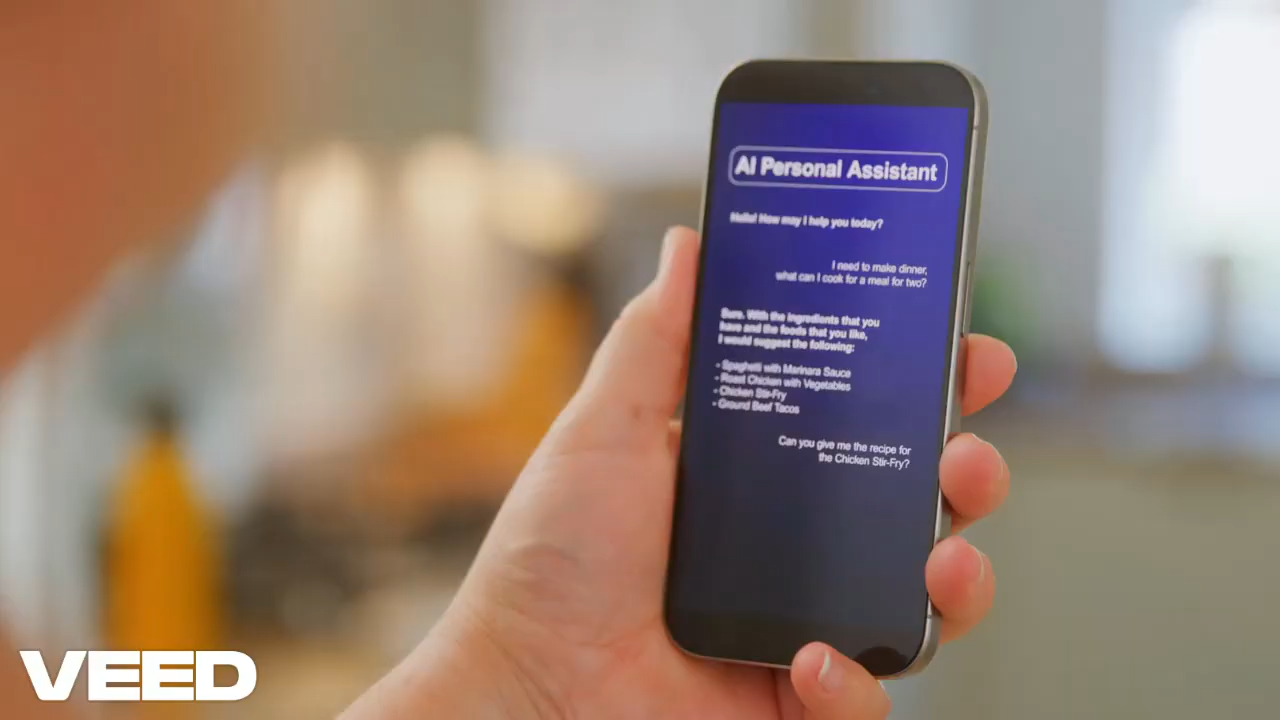 AI Personal Assistant
Hello! How may I help you today?
I need to make dinner,
what can I cook for a meal for two?
Sure. With the ingredients that you
have and the foods that you like,
I would suggest the following:
- Spaghetti with Marinara Sauce
- Roast Chicken with Vegetables
- Chicken Stir-Fry
- Ground Beef Tacos
Can you give me the recipe for
the Chicken Stir-Fry?
VEED